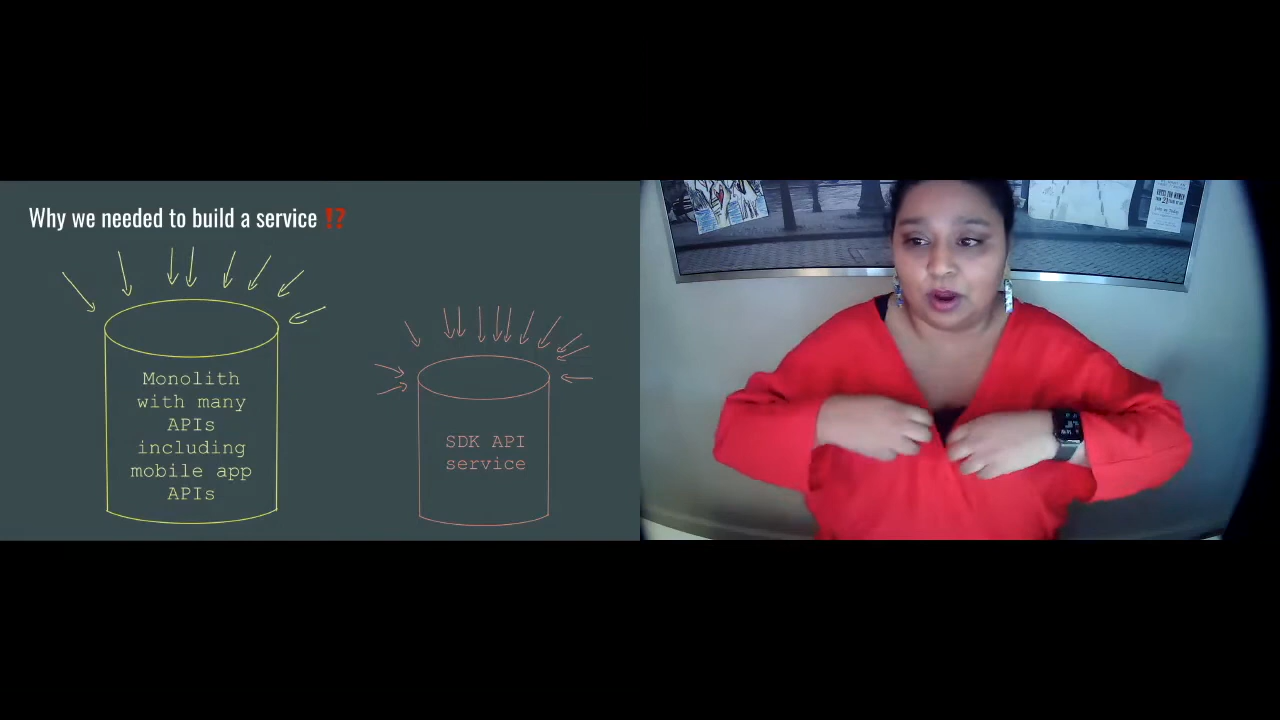 Why we needed to build a service ⁉️
Monolith
with many
APIs
including
mobile app
APIs
SDK API
service